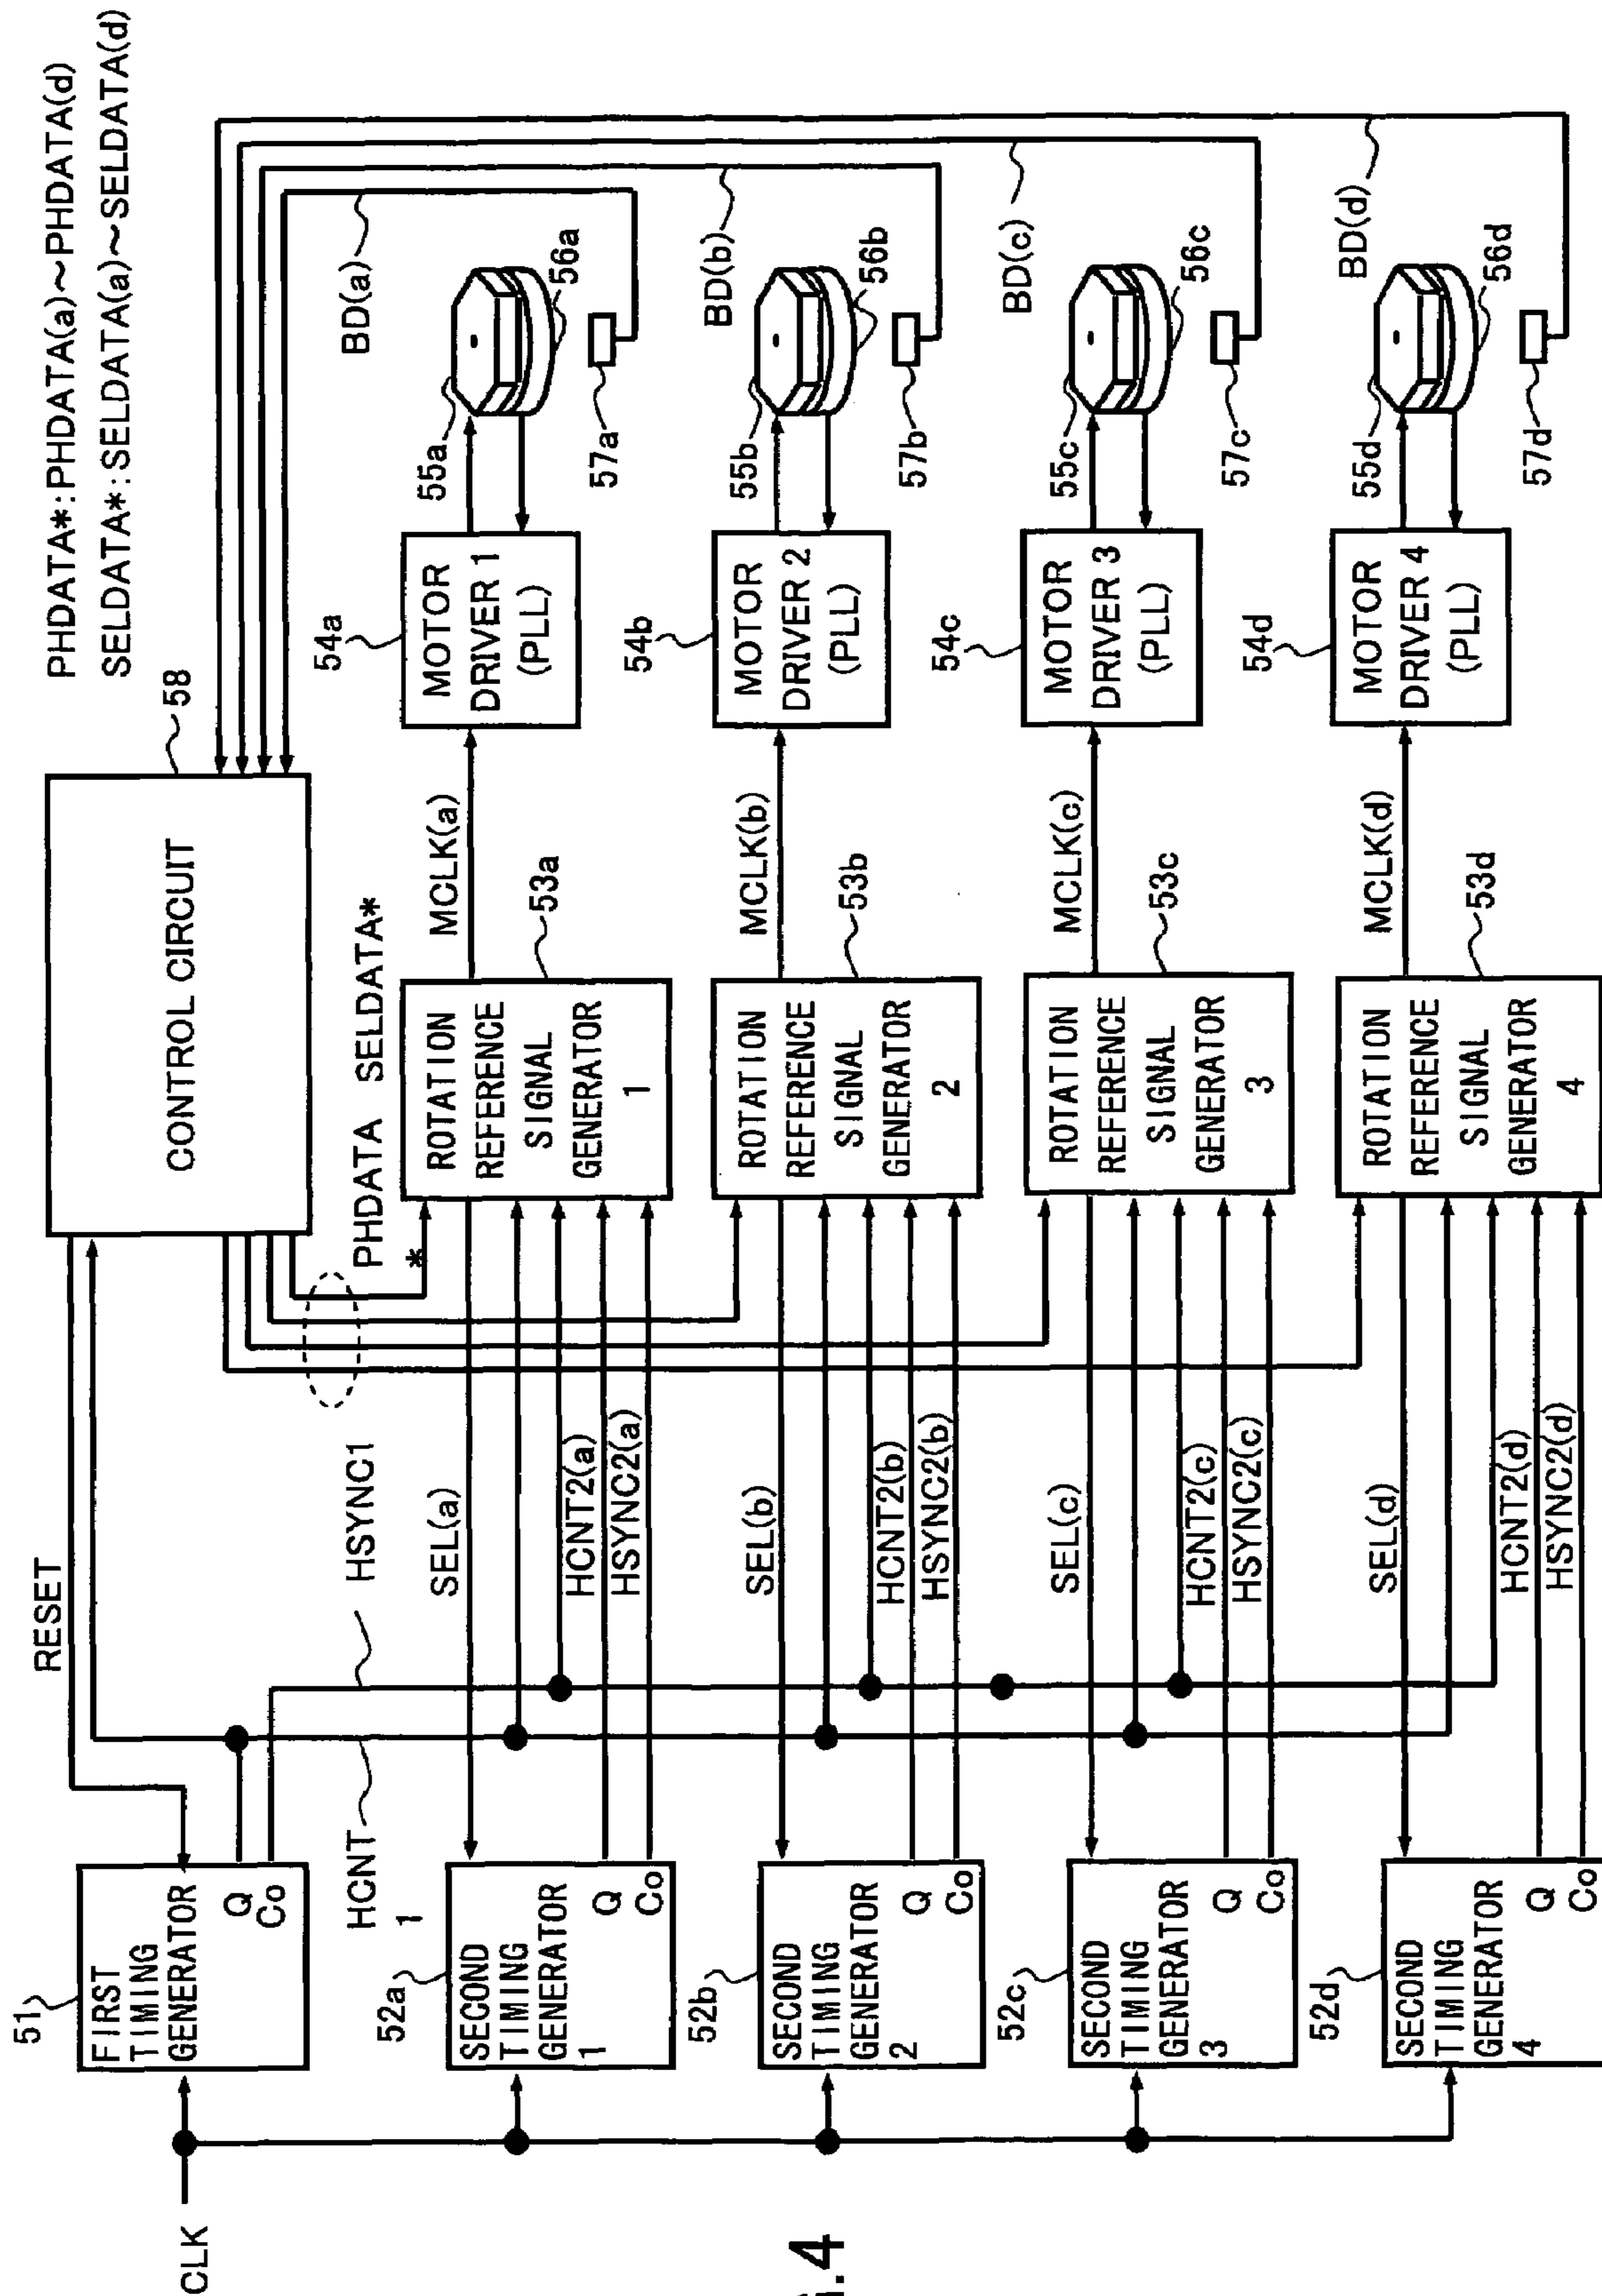 PHDATA*:PHDATA(a)~PHDATA(d)
SELDATA*:SELDATA(a)~SELDATA(d)
58
CONTROL CIRCUIT
RESET
HSYNC1
PHDATA SELDATA*
*
51
FIRST
TIMING
GENERATOR
Q
Co
HCNT
1
CLK
52a
SECOND
TIMING
GENERATOR
1
Q
Co
SEL(a)
HCNT2(a)
HSYNC2(a)
ROTATION
REFERENCE
SIGNAL
GENERATOR
1
53a
MCLK(a)
54a
MOTOR
DRIVER 1
(PLL)
55a
56a
57a
BD(a)
52b
SECOND
TIMING
GENERATOR
2
Q
Co
SEL(b)
HCNT2(b)
HSYNC2(b)
ROTATION
REFERENCE
SIGNAL
GENERATOR
2
53b
MCLK(b)
54b
MOTOR
DRIVER 2
(PLL)
55b
56b
57b
BD(b)
52c
SECOND
TIMING
GENERATOR
3
Q
Co
SEL(c)
HCNT2(c)
HSYNC2(c)
ROTATION
REFERENCE
SIGNAL
GENERATOR
3
53c
MCLK(c)
54c
MOTOR
DRIVER 3
(PLL)
55c
56c
57c
BD(c)
52d
SECOND
TIMING
GENERATOR
4
Q
Co
SEL(d)
HCNT2(d)
HSYNC2(d)
ROTATION
REFERENCE
SIGNAL
GENERATOR
4
53d
MCLK(d)
54d
MOTOR
DRIVER 4
(PLL)
55d
56d
57d
BD(d)
.4